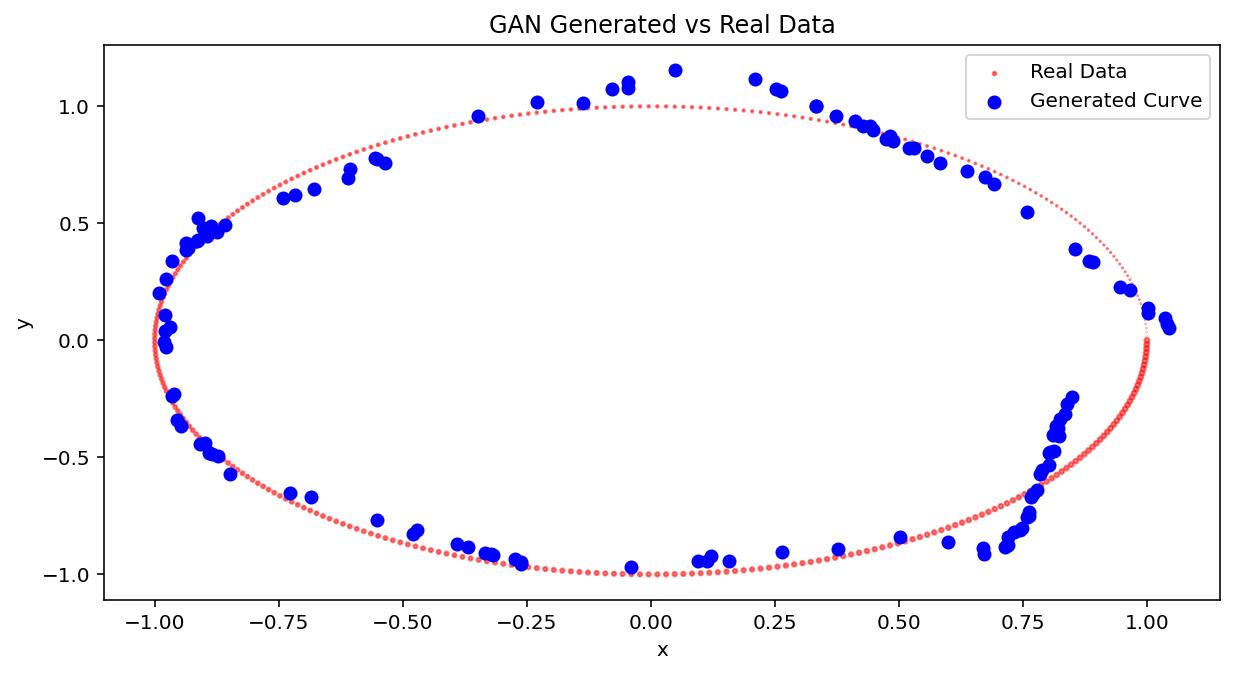 GAN Generated vs Real Data
Real Data
Generated Curve
y
1.0
0.5
0.0
−0.5
−1.0
−1.00 −0.75 −0.50 −0.25 0.00 0.25 0.50 0.75 1.00
x